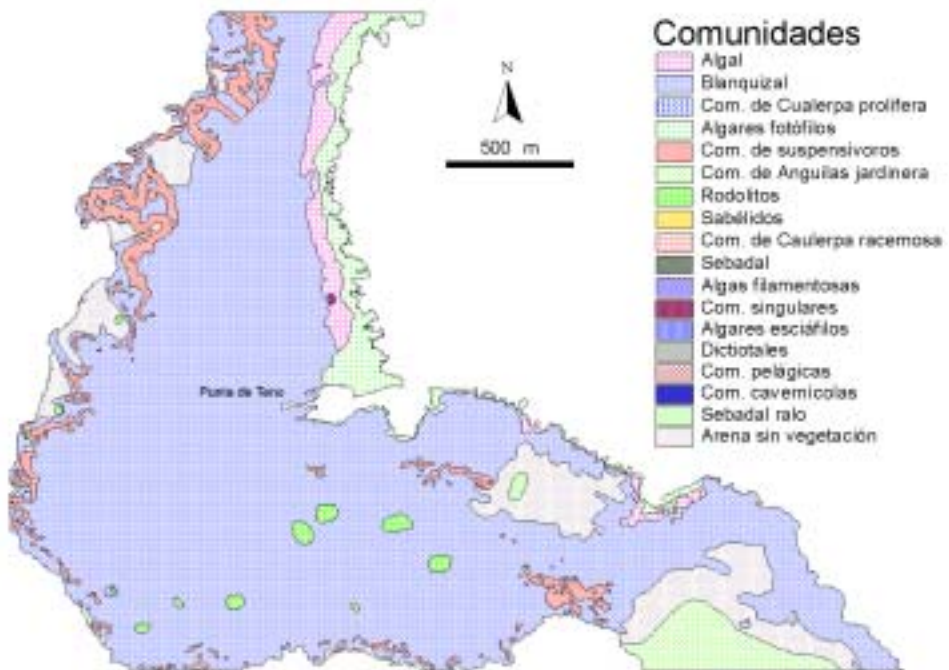 Comunidades
Algal
Blanquizal
Com. de Cualerpa prolifera
Algares fotófilos
Com. de suspensívoros
Com. de Anguilas jardinera
Rodolitos
Sabélidos
Com. de Caulerpa racemosa
Sebadal
Algas filamentosas
Com. singulares
Algares esciáfilos
Dictiotales
Com. pelágicas
Com. cavernícolas
Sebadal ralo
Arena sin vegetación
N
500 m
Punta de Teno